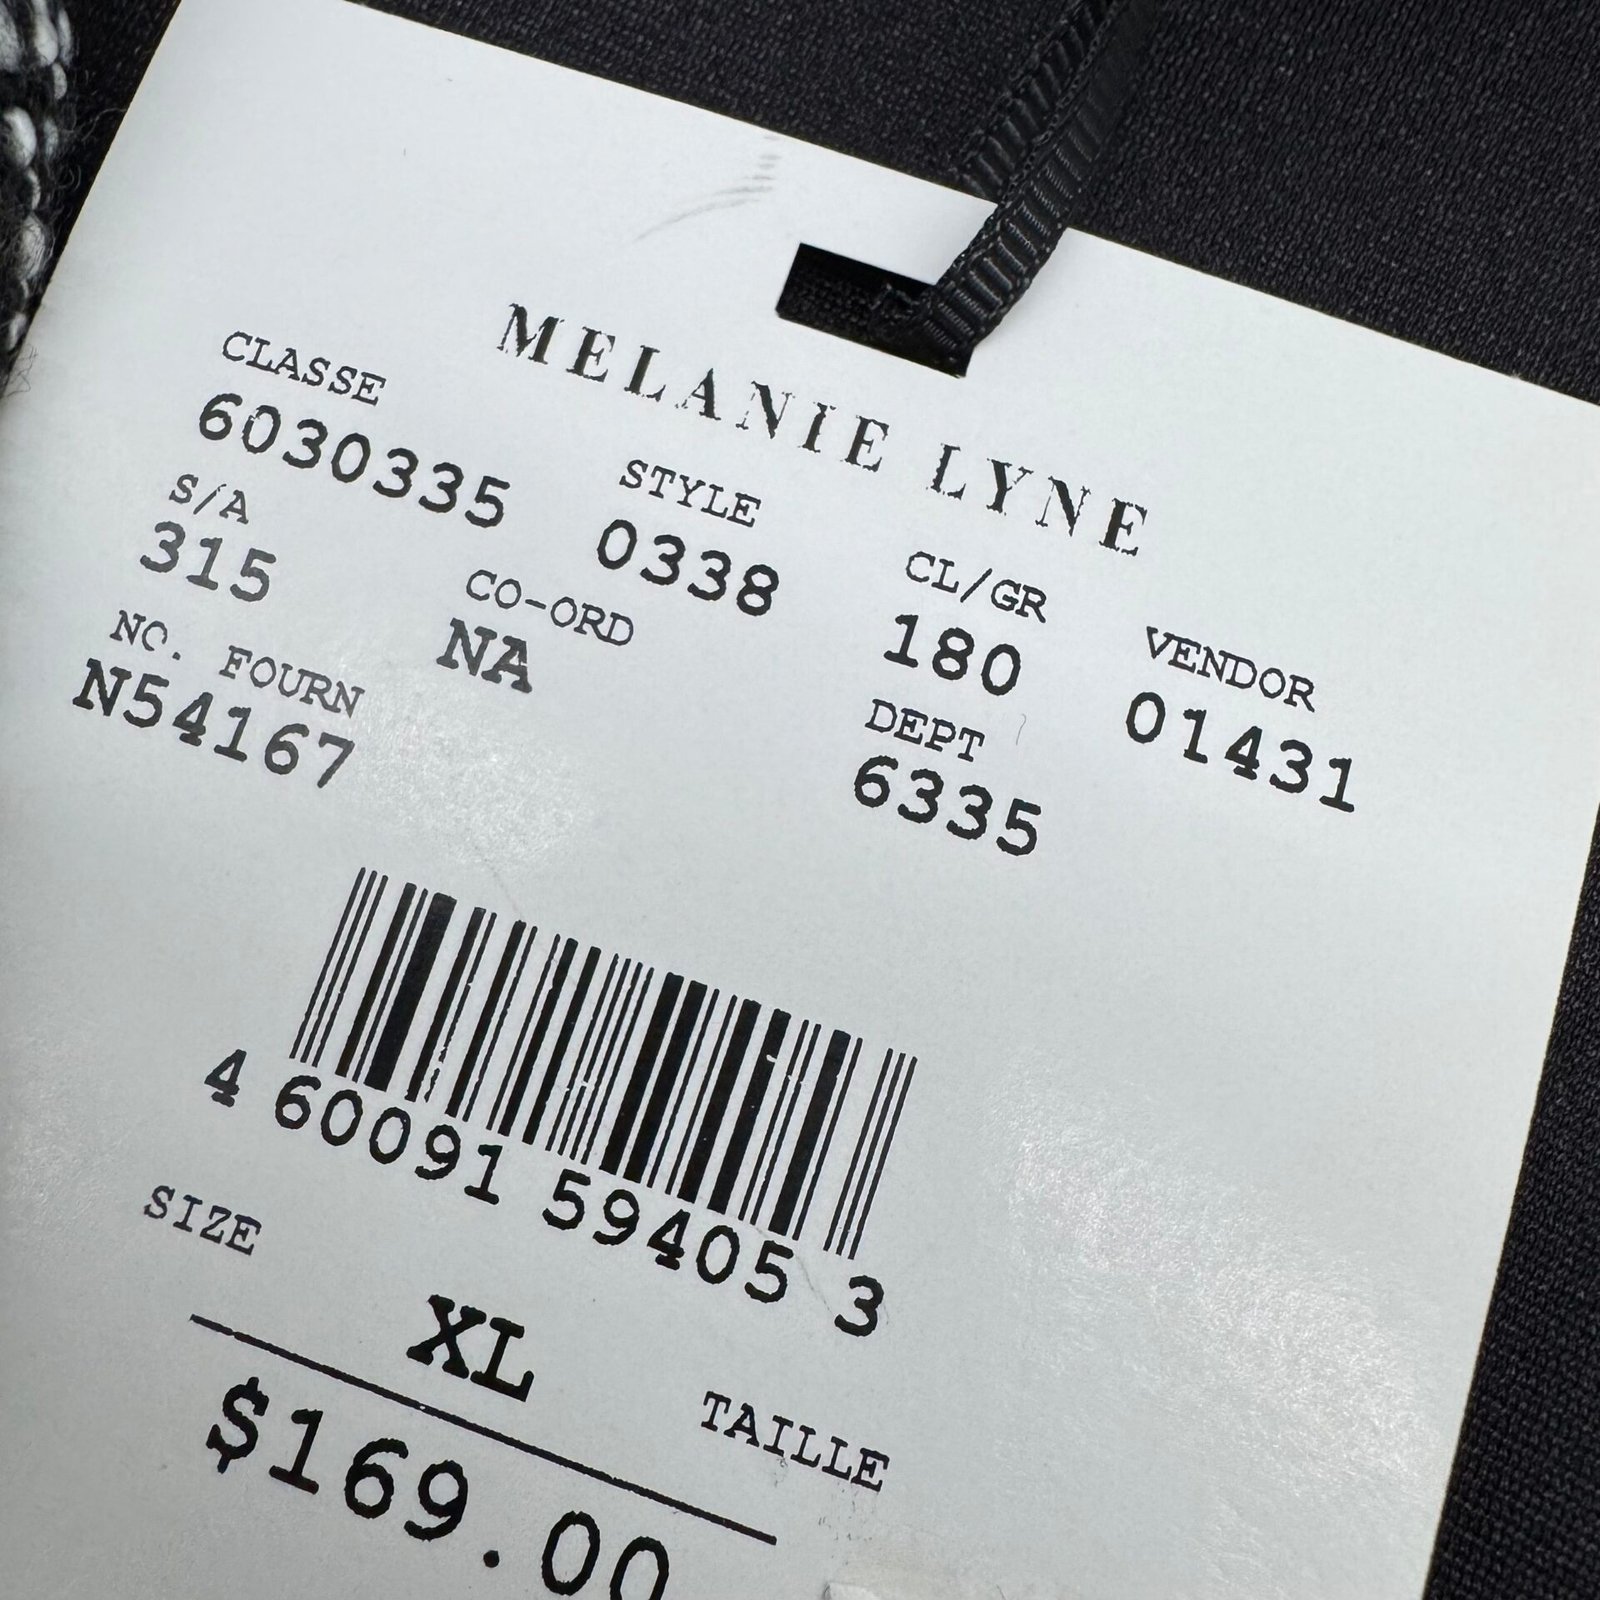 MELANIE LYNE
CLASSE STYLE CL/GR VENDOR
6030335 0338 180 01431
S/A CO-ORD DEPT
315 NA 6335
NO. FOURN
N54167
4 60091 59405 3
SIZE XL TAILLE
$169.00